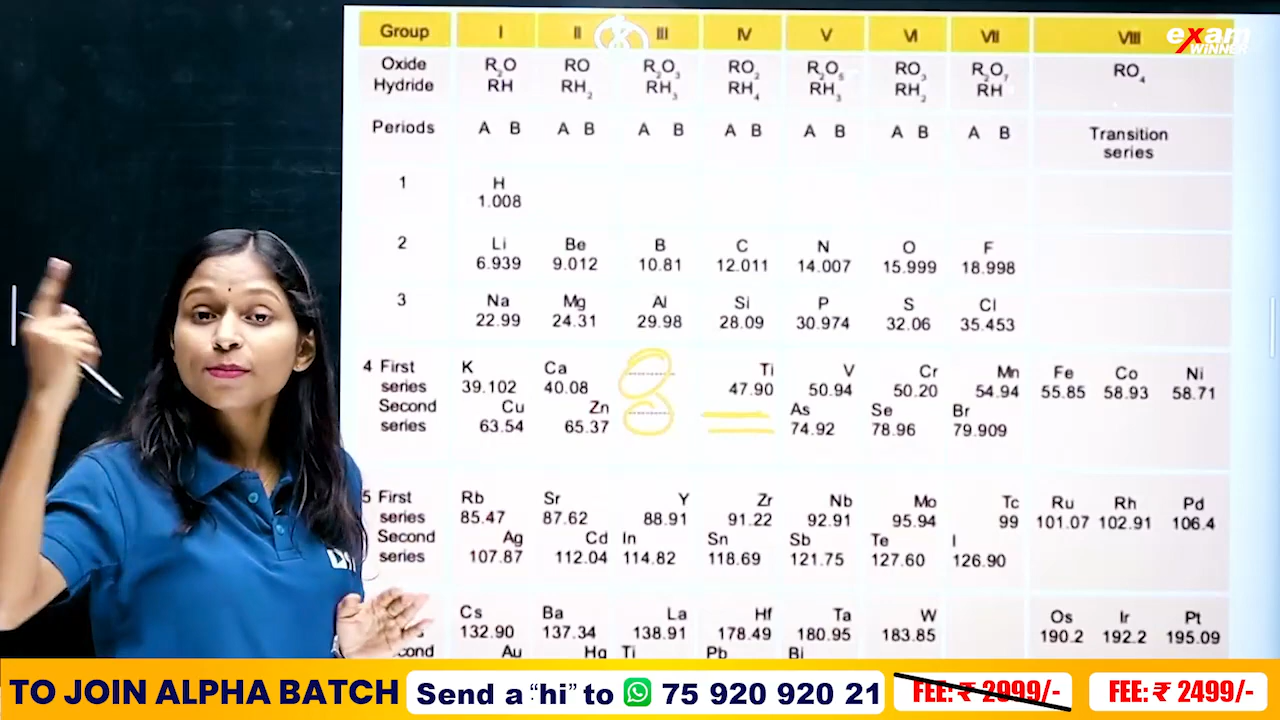 Group I II III IV V VI VII VIII
exam
WINNER
Oxide R₂O RO R₂O₃ RO₂ R₂O₅ RO₃ R₂O₇ RO₄
Hydride RH RH₂ RH₃ RH₄ RH₃ RH₂ RH
Periods A B A B A B A B A B A B A B Transition
series
1 H
1.008
2 Li Be B C N O F
6.939 9.012 10.81 12.011 14.007 15.999 18.998
3 Na Mg Al Si P S Cl
22.99 24.31 29.98 28.09 30.974 32.06 35.453
4 First K Ca Ti V Cr Mn Fe Co Ni
series 39.102 40.08 47.90 50.94 50.20 54.94 55.85 58.93 58.71
Second Cu Zn As Se Br
series 63.54 65.37 74.92 78.96 79.909
5 First Rb Sr Y Zr Nb Mo Tc Ru Rh Pd
series 85.47 87.62 88.91 91.22 92.91 95.94 99 101.07 102.91 106.4
Second Ag Cd In Sn Sb Te I
series 107.87 112.04 114.82 118.69 121.75 127.60 126.90
Cs Ba La Hf Ta W Os Ir Pt
132.90 137.34 138.91 178.49 180.95 183.85 190.2 192.2 195.09
Au Hg Tl Pb Bi
TO JOIN ALPHA BATCH Send a “hi” to 75 920 920 21 FEE: ₹ 2999/- FEE: ₹ 2499/-